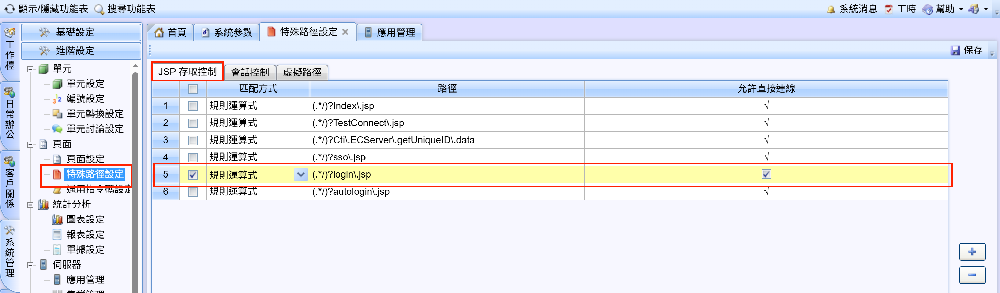 顯示/隱藏功能表 搜尋功能表 系統消息 工時 幫助
工作檯
日常辦公
客戶關係
系統管理
基礎設定
進階設定
單元
單元設定
編號設定
單元轉換設定
單元討論設定
頁面
頁面設定
特殊路徑設定
通用指令碼設定
統計分析
圖表設定
報表設定
單據設定
伺服器
應用管理
集群管理
首頁 系統參數 特殊路徑設定 應用管理
保存
JSP 存取控制 會話控制 虛擬路徑
匹配方式 路徑 允許直接連線
1 規則運算式 (.*/)?Index\.jsp √
2 規則運算式 (.*/)?TestConnect\.jsp √
3 規則運算式 (.*/)?Cti\.ECServer\.getUniqueID\.data √
4 規則運算式 (.*/)?sso\.jsp √
5 規則運算式 (.*/)?login\.jsp
6 規則運算式 (.*/)?autologin\.jsp √